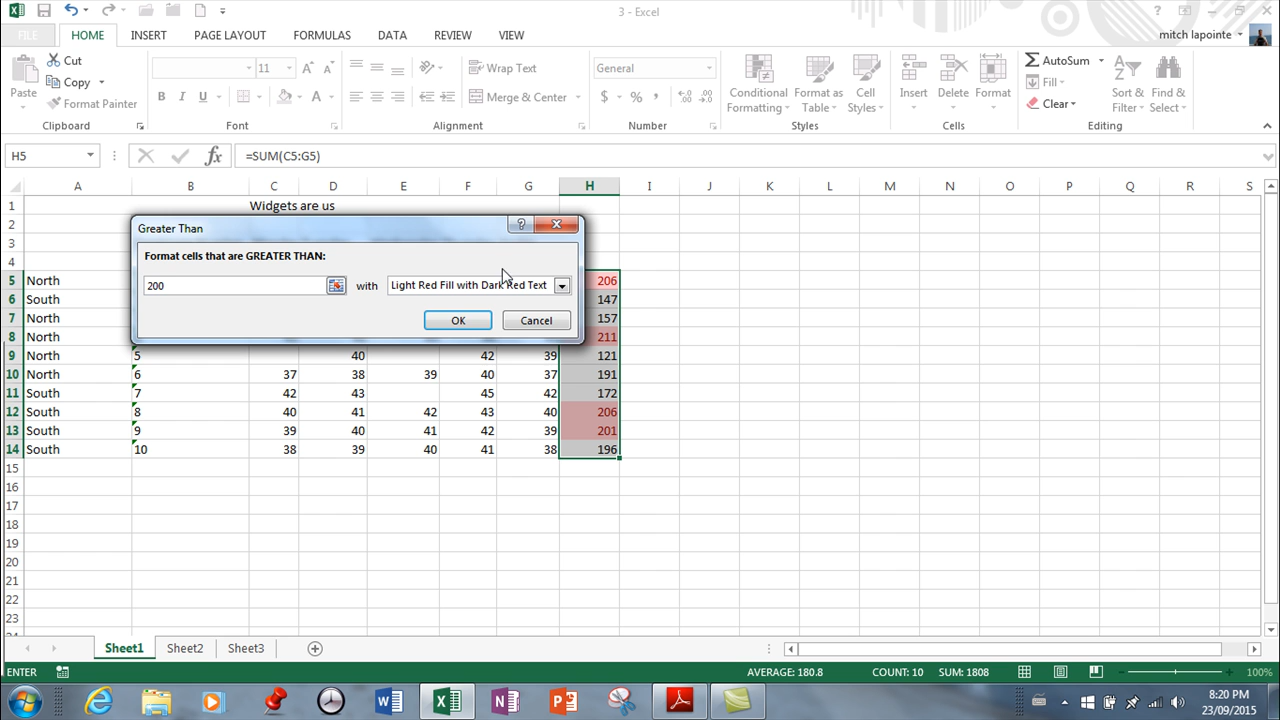 3 - Excel
FILE HOME INSERT PAGE LAYOUT FORMULAS DATA REVIEW VIEW mitch lapointe
Paste Cut Copy Format Painter
Clipboard
11
B I U A
Font
Wrap Text
Merge & Center
Alignment
General
$ % ,
Number
Conditional Formatting Format as Table Cell Styles
Styles
Insert Delete Format
Cells
AutoSum Fill Clear Sort & Filter Find & Select
Editing
H5 fx =SUM(C5:G5)
A B C D E F G H I J K L M N O P Q R S
1 Widgets are us
2
3
4
5 North 206
6 South 147
7 North 157
8 North 211
9 North 5 40 42 39 121
10 North 6 37 38 39 40 37 191
11 South 7 42 43 45 42 172
12 South 8 40 41 42 43 40 206
13 South 9 39 40 41 42 39 201
14 South 10 38 39 40 41 38 196
15
16
17
18
19
20
21
22
23
Greater Than
Format cells that are GREATER THAN:
200 with Light Red Fill with Dark Red Text
OK Cancel
Sheet1 Sheet2 Sheet3
ENTER AVERAGE: 180.8 COUNT: 10 SUM: 1808 100%
8:20 PM
23/09/2015